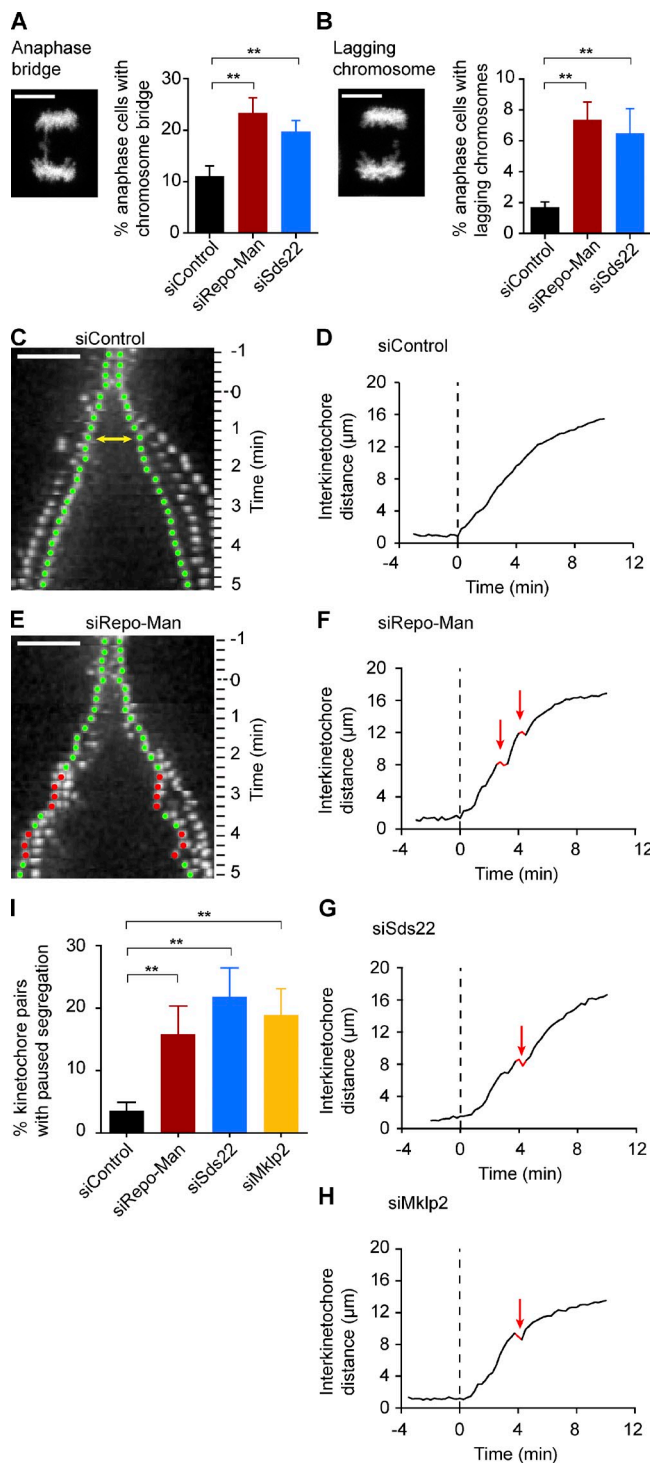 A
Anaphase
bridge
% anaphase cells with
chromosome bridge
30
20
10
0
**
**
siControl
siRepo-Man
siSds22
B
Lagging
chromosome
% anaphase cells with
lagging chromosomes
8
6
4
2
0
**
**
siControl
siRepo-Man
siSds22
C
siControl
-1
-0
1
2
3
4
5
Time (min)
D
siControl
Interkinetochore
distance (µm)
20
16
12
8
4
0
-4
0
4
8
12
Time (min)
E
siRepo-Man
-1
-0
1
2
3
4
5
Time (min)
F
siRepo-Man
Interkinetochore
distance (µm)
20
16
12
8
4
0
-4
0
4
8
12
Time (min)
I
% kinetochore pairs
with paused segregation
30
20
10
0
**
**
**
siControl
siRepo-Man
siSds22
siMklp2
G
siSds22
Interkinetochore
distance (µm)
20
16
12
8
4
0
-4
0
4
8
12
Time (min)
H
siMklp2
Interkinetochore
distance (µm)
20
16
12
8
4
0
-4
0
4
8
12
Time (min)